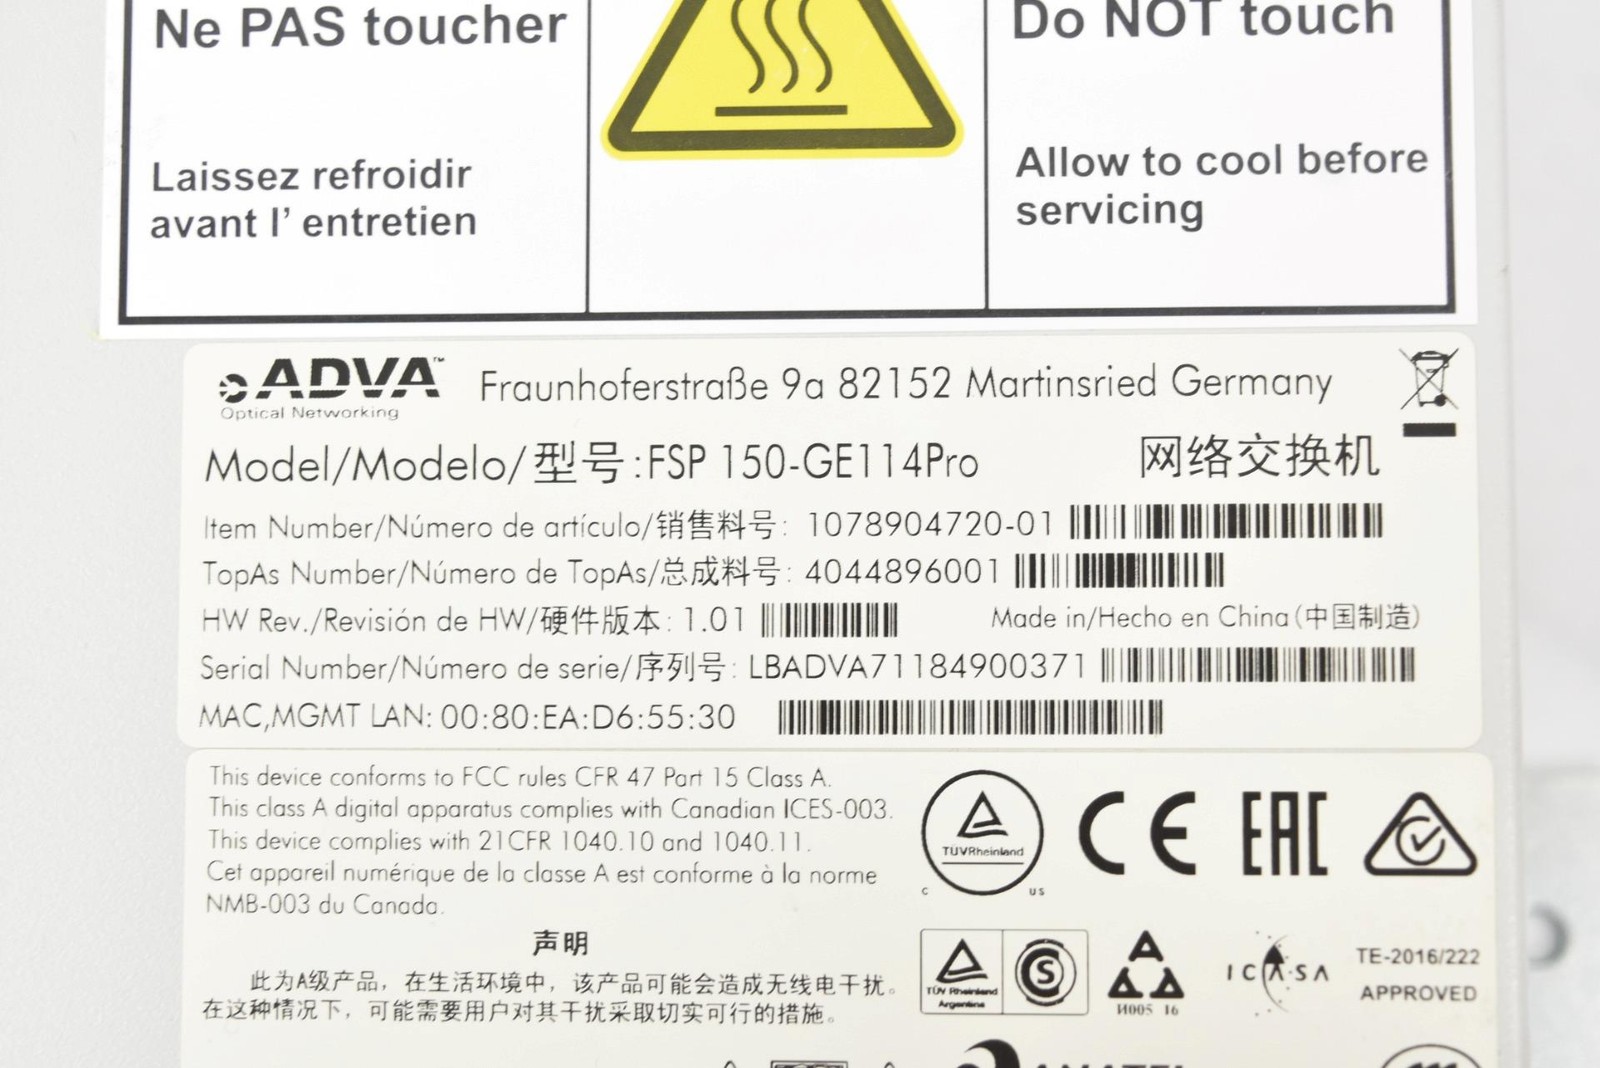 Ne PAS toucher
Do NOT touch
Laissez refroidir
avant l' entretien
Allow to cool before
servicing
ADVA™
Optical Networking
Fraunhoferstraße 9a 82152 Martinsried Germany
Model/Modelo/型号:FSP 150-GE114Pro
网络交换机
Item Number/Número de artículo/销售料号: 1078904720-01
TopAs Number/Número de TopAs/总成料号: 4044896001
HW Rev./Revisión de HW/硬件版本: 1.01
Made in/Hecho en China(中国制造)
Serial Number/Número de serie/序列号: LBADVA71184900371
MAC,MGMT LAN: 00:80:EA:D6:55:30
This device conforms to FCC rules CFR 47 Part 15 Class A.
This class A digital apparatus complies with Canadian ICES-003.
This device complies with 21CFR 1040.10 and 1040.11.
Cet appareil numérique de la classe A est conforme à la norme
NMB-003 du Canada.
声明
此为A级产品，在生活环境中，该产品可能会造成无线电干扰。
在这种情况下，可能需要用户对其干扰采取切实可行的措施。
TÜVRheinland
C US
CE
EAC
TÜV Rheinland
Argentina
S
A
И005 16
ICASA
TE-2016/222
APPROVED